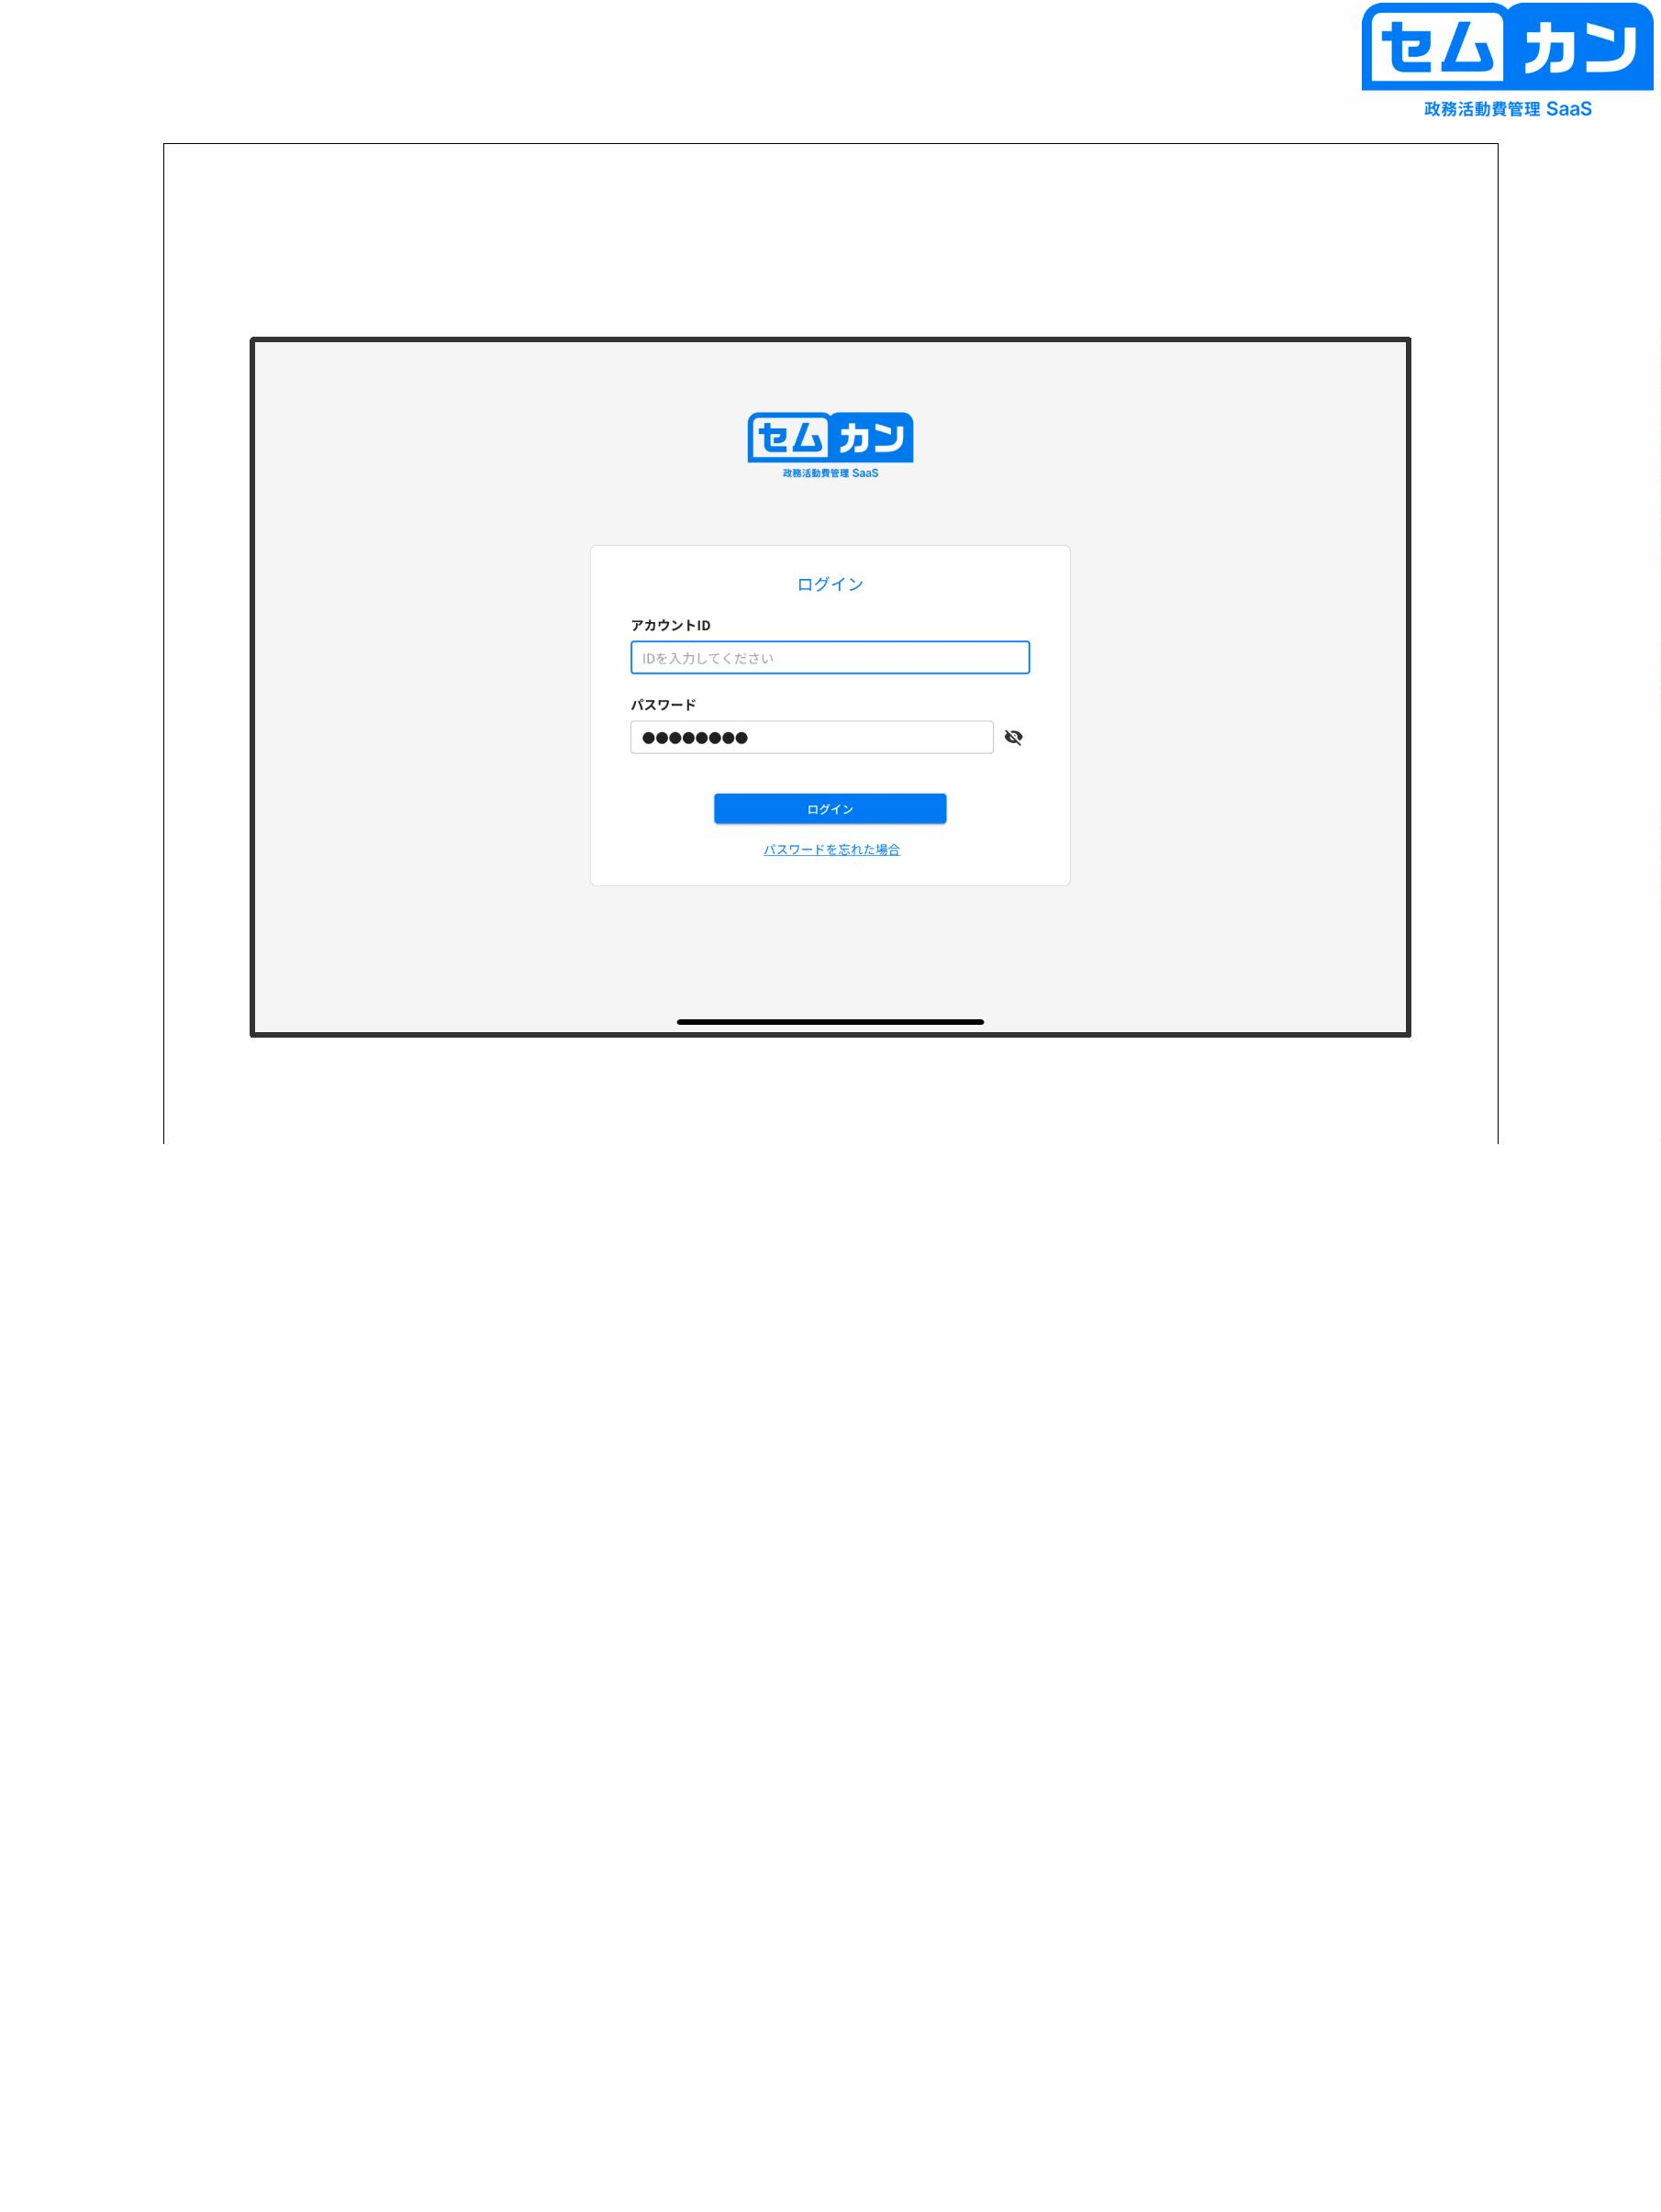 セムカン
政務活動費管理 SaaS
セムカン
政務活動費管理 SaaS
ログイン
アカウントID
IDを入力してください
パスワード
●●●●●●●●
ログイン
パスワードを忘れた場合